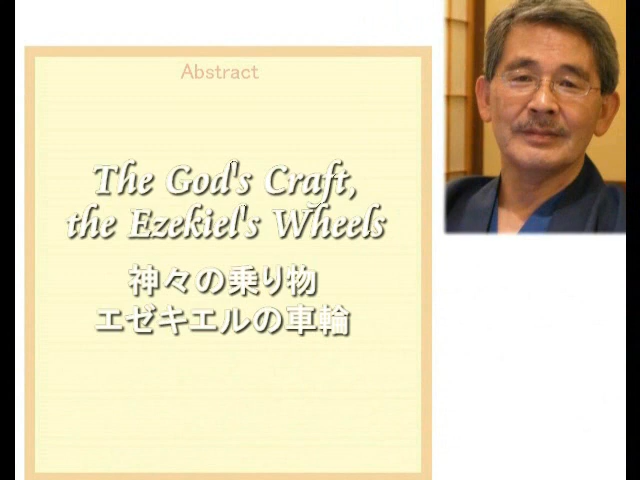 Abstract
The God's Craft,
the Ezekiel's Wheels
神々の乗り物
エゼキエルの車輪